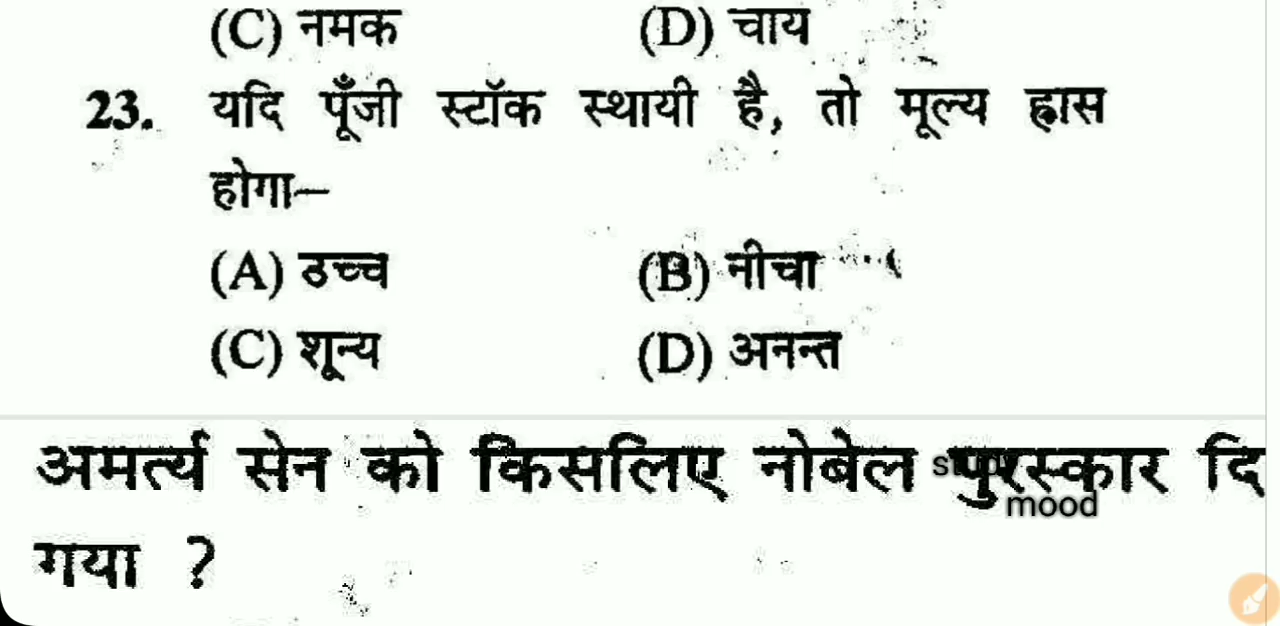 (C) नमक (D) चाय
23. यदि पूँजी स्टॉक स्थायी है, तो मूल्य ह्रास
होगा—
(A) उच्च (B) नीचा
(C) शून्य (D) अनन्त
अमर्त्य सेन को किसलिए नोबेल पुरस्कार दि
mood
गया ?